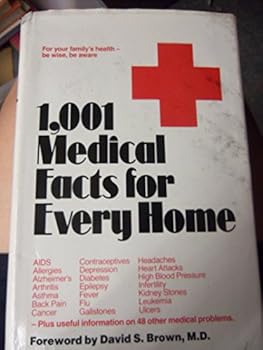 For your family's health –
be wise, be aware
1,001
Medical
Facts for
Every Home
AIDS Contraceptives Headaches
Allergies Depression Heart Attacks
Alzheimer's Diabetes High Blood Pressure
Arthritis Epilepsy Infertility
Asthma Fever Kidney Stones
Back Pain Flu Leukemia
Cancer Gallstones Ulcers
– Plus useful information on 48 other medical problems.
Foreword by David S. Brown, M.D.